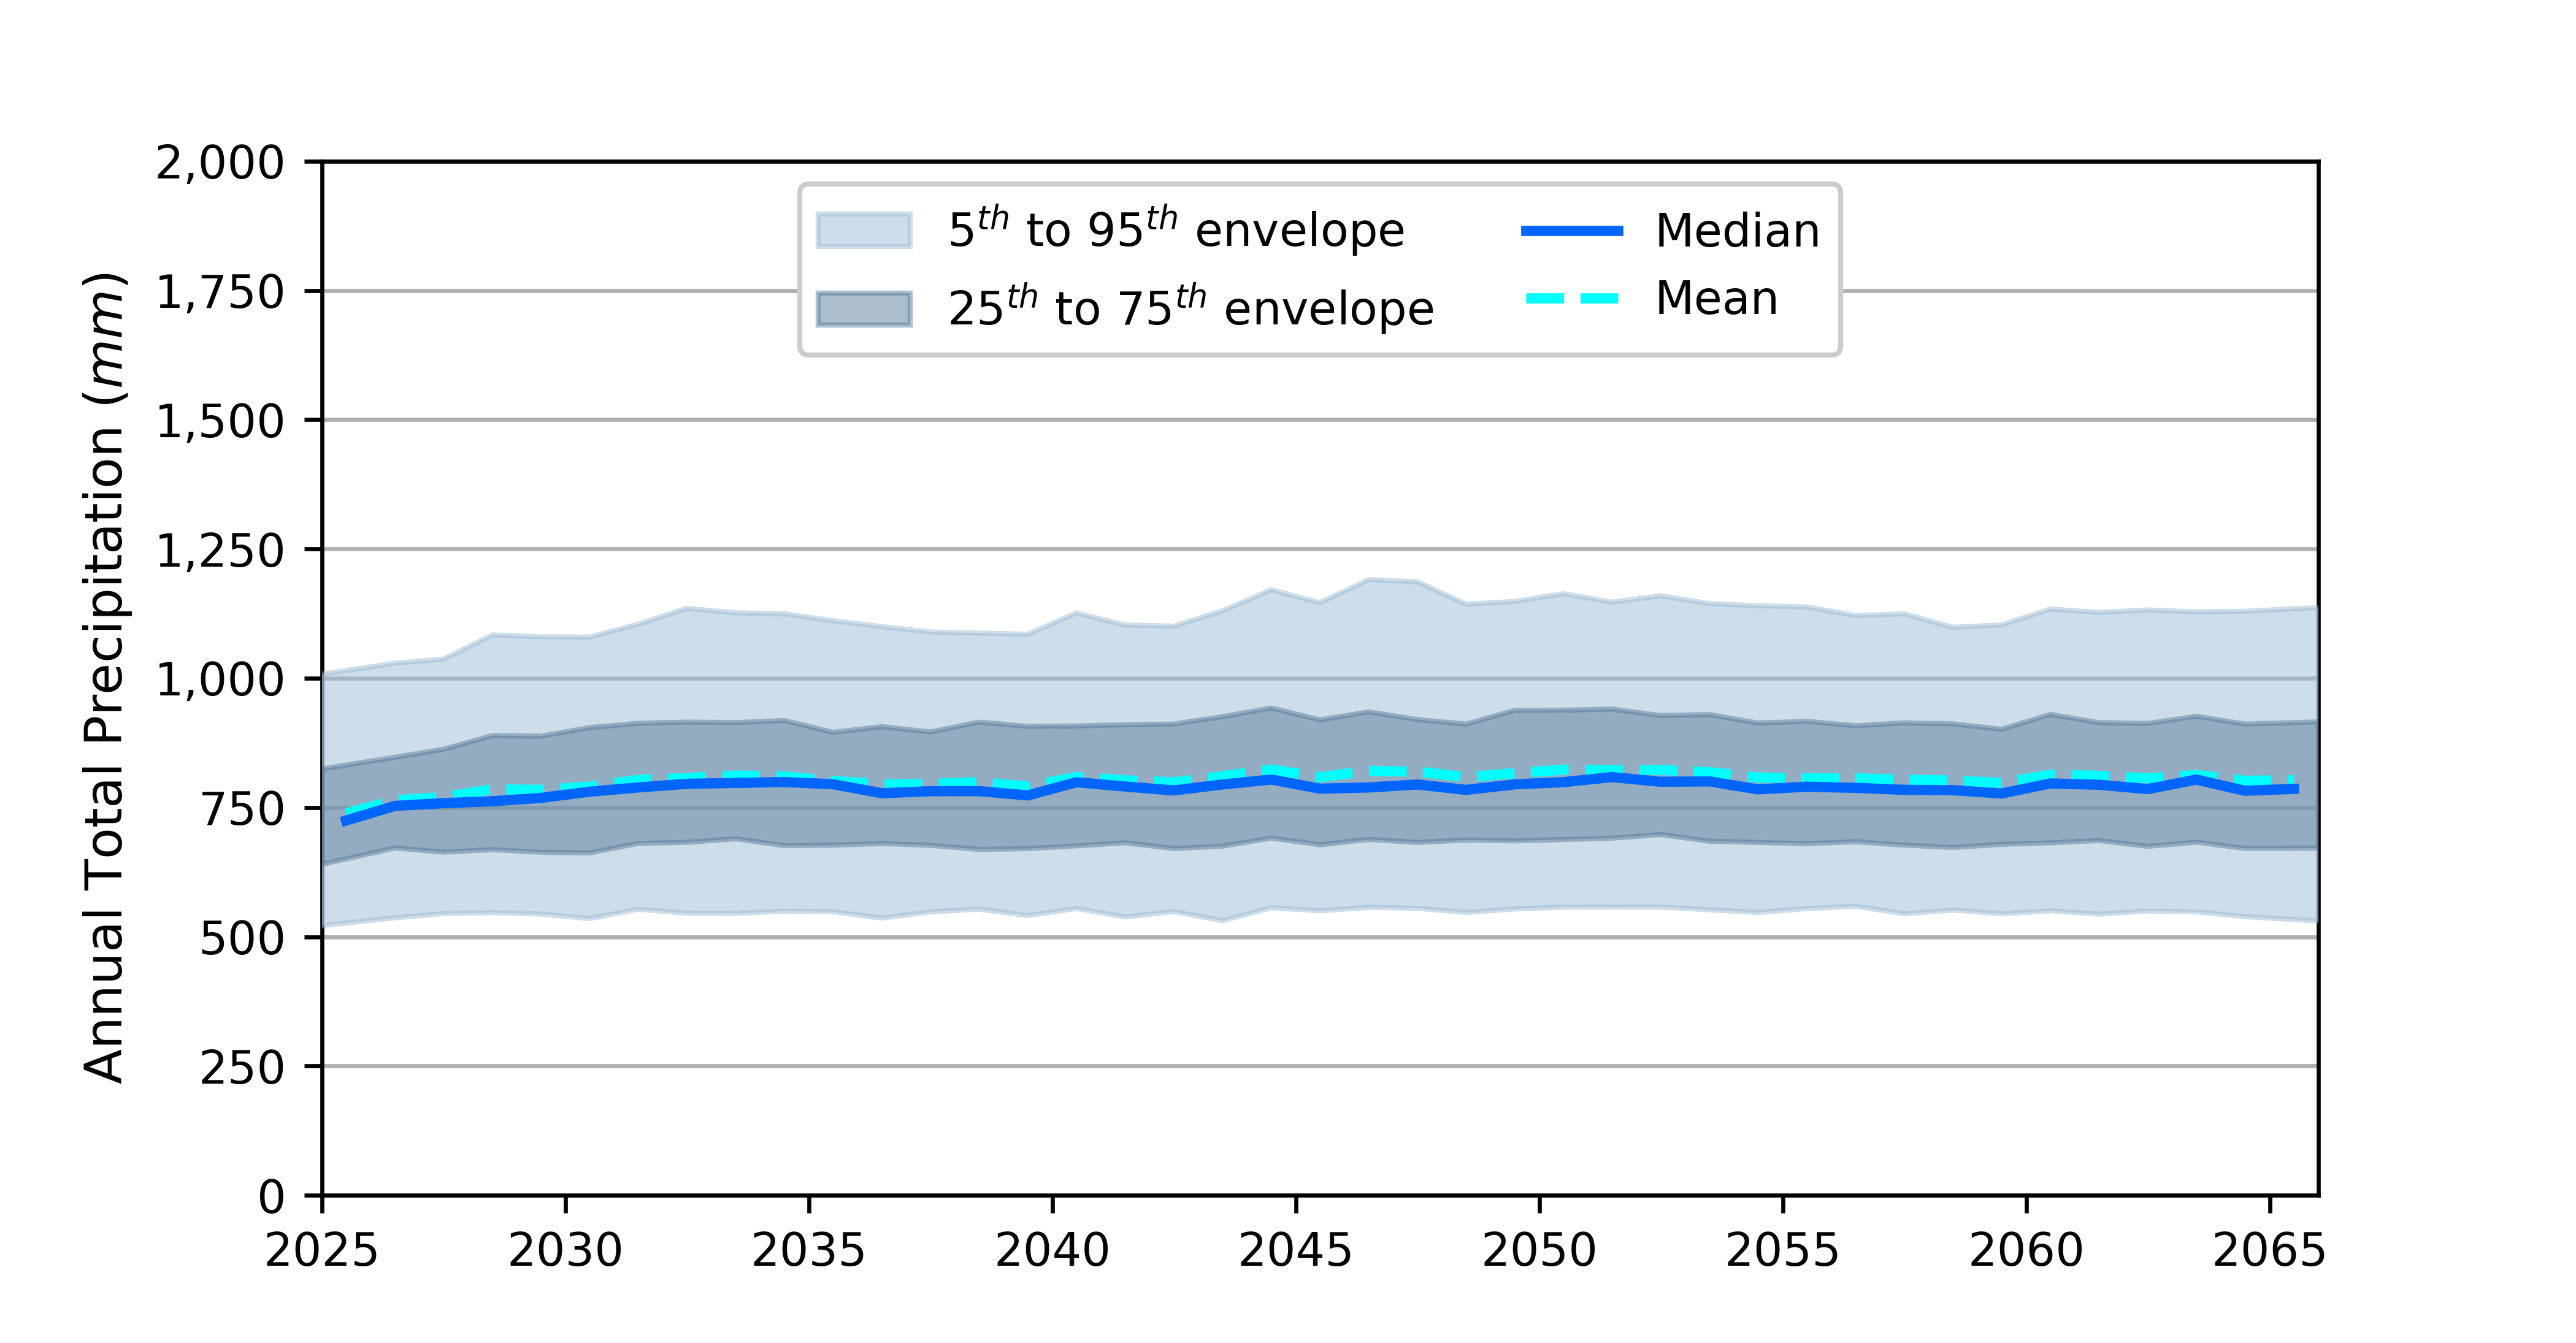 2,000
1,750
1,500
1,250
1,000
750
500
250
0
Annual Total Precipitation (mm)
5th to 95th envelope
25th to 75th envelope
Median
Mean
2025 2030 2035 2040 2045 2050 2055 2060 2065